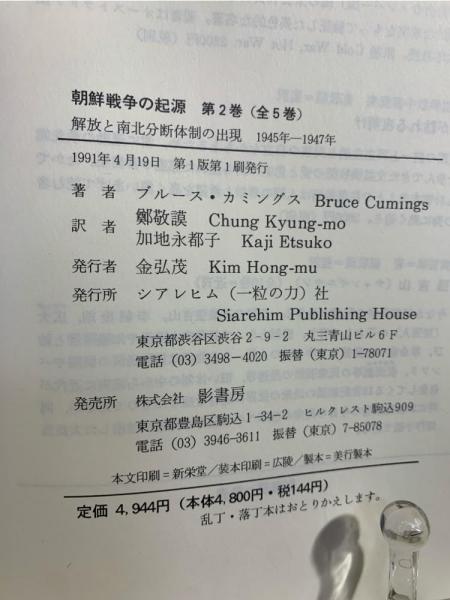 朝鮮戦争の起源 第2巻（全5巻）
解放と南北分断体制の出現 1945年―1947年
1991年4月19日 第1版第1刷発行
著者 ブルース・カミングス Bruce Cumings
訳者 鄭敬謨 Chung Kyung-mo
加地永都子 Kaji Etsuko
発行者 金弘茂 Kim Hong-mu
発行所 シアレヒム（一粒の力）社
Siarehim Publishing House
東京都渋谷区渋谷2-9-2 丸三青山ビル6F
電話（03）3498-4020 振替（東京）1-78071
発売所 株式会社 影書房
東京都豊島区駒込1-34-2 ヒルクレスト駒込909
電話（03）3946-3611 振替（東京）7-85078
本文印刷＝新栄堂／装本印刷＝広陵／製本＝美行製本
定価 4,944円（本体4,800円・税144円）
乱丁・落丁本はおとりかえします。